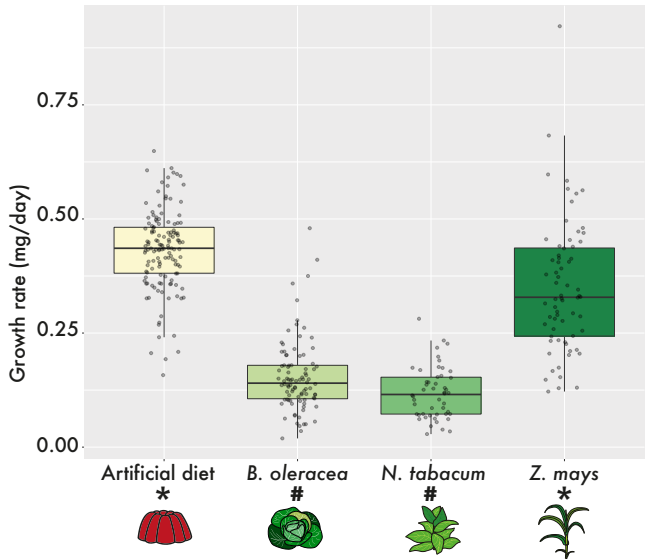 Growth rate (mg/day)
0.75
0.50
0.25
0.00
Artificial diet B. oleracea N. tabacum Z. mays
* # # *